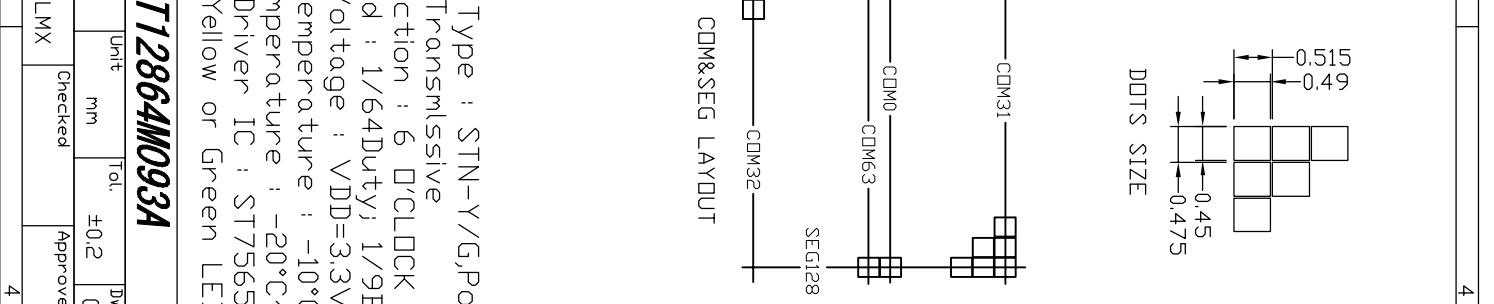 4
0.515
0.49
0.45
0.475
DOTS SIZE
COM31
COM0
COM63
SEG128
COM32
COM&SEG LAYOUT
Type : STN-Y/G,Po
Transmlssive
ction : 6 O'CLOCK
d : 1/64Duty; 1/9B
Voltage : VDD=3.3V
emperature : -10°C
mperature : -20°C
Driver IC : ST7565
Yellow or Green LE
T12864M093A
Unit mm Tol. ±0.2 Dw
LMX Checked Approve
4